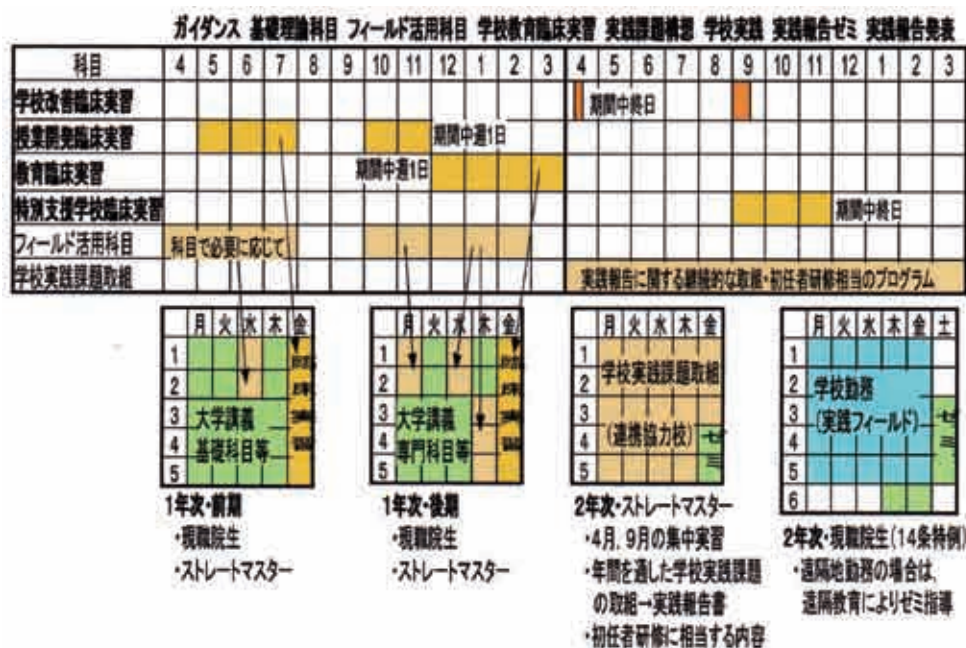 ガイダンス 基礎理論科目 フィールド活用科目 学校教育臨床実習 実践課題構想 学校実践 実践報告ゼミ 実践報告発表
科目 4 5 6 7 8 9 10 11 12 1 2 3 4 5 6 7 8 9 10 11 12 1 2 3
学校改善臨床実習 期間中終日
授業開発臨床実習 期間中週1日
教育臨床実習 期間中週1日
特別支援学校臨床実習 期間中終日
フィールド活用科目 科目で必要に応じて
学校実践課題取組 実践報告に関する継続的な取組・初任者研修相当のプログラム
月 火 水 木 金
1
2
3
4
5
大学講義
基礎科目等
1年次・前期
・現職院生
・ストレートマスター
月 火 水 木 金
1
2
3
4
5
大学講義
専門科目等
1年次・後期
・現職院生
・ストレートマスター
月 火 水 木 金
1
2
3
4
5
学校実践課題取組
(連携協力校)
ゼミ
2年次・ストレートマスター
・4月、9月の集中実習
・年間を通した学校実践課題
の取組→実践報告書
・初任者研修に相当する内容
月 火 水 木 金 土
1
2
3
4
5
6
学校勤務
(実践フィールド)
ゼミ
2年次・現職院生(14条特例)
・遠隔地勤務の場合は、
遠隔教育によりゼミ指導